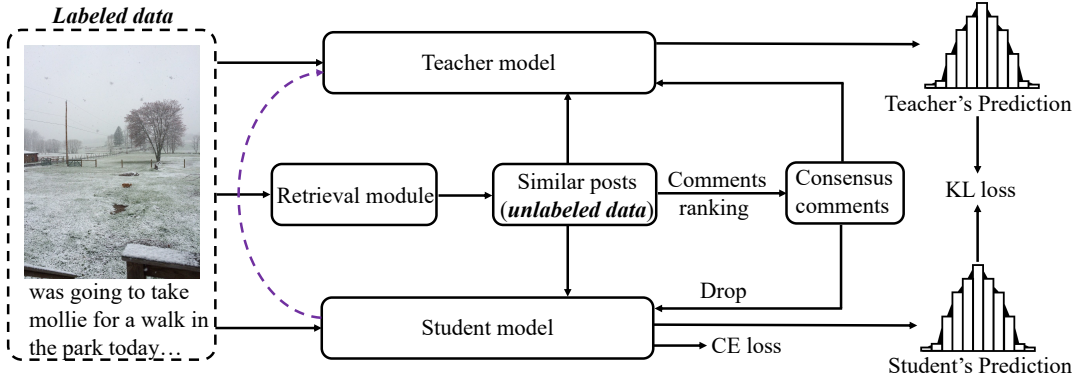 Labeled data
was going to take
mollie for a walk in
the park today…
Teacher model
Retrieval module
Similar posts
(unlabeled data)
Comments
ranking
Consensus
comments
Drop
Student model
CE loss
Teacher's Prediction
KL loss
Student's Prediction